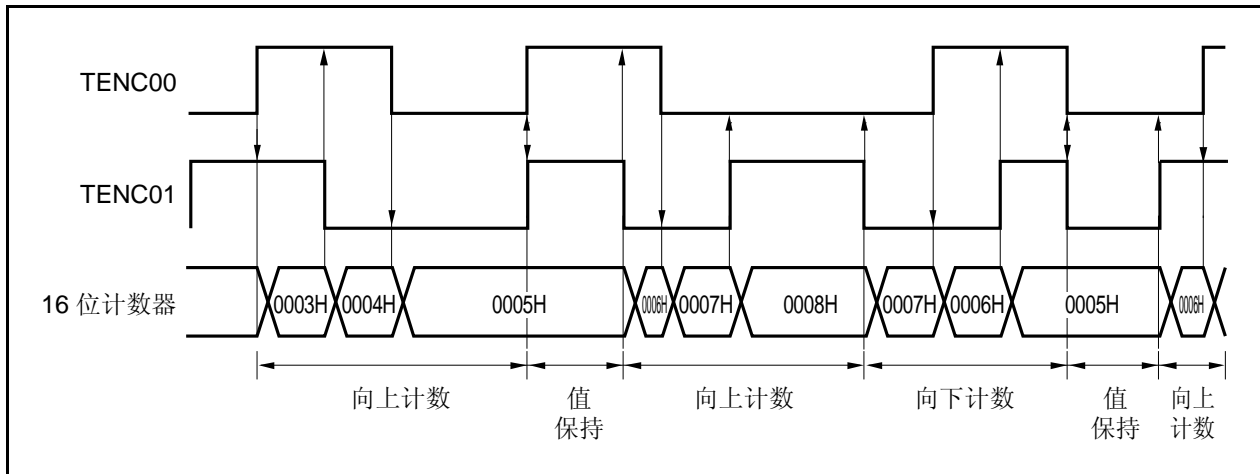 TENC00
TENC01
16 位计数器
0003H 0004H 0005H 0006H 0007H 0008H 0007H 0006H 0005H 0006H
向上计数 值 保持 向上计数 向下计数 值 保持 向上 计数